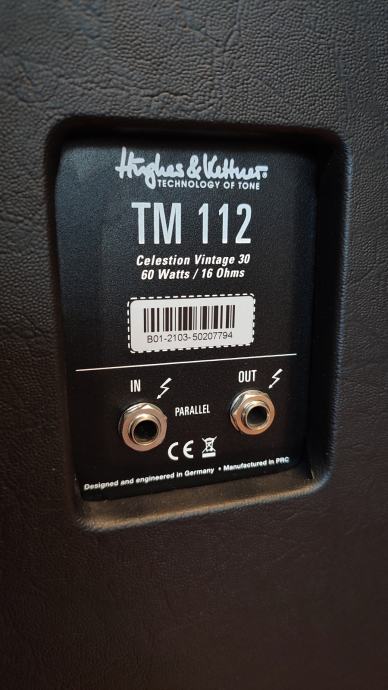 Hughes & Kettner.
TECHNOLOGY OF TONE
TM 112
Celestion Vintage 30
60 Watts / 16 Ohms
B01-2103-50207794
IN OUT
PARALLEL
CE
Designed and engineered in Germany • Manufactured in PRC